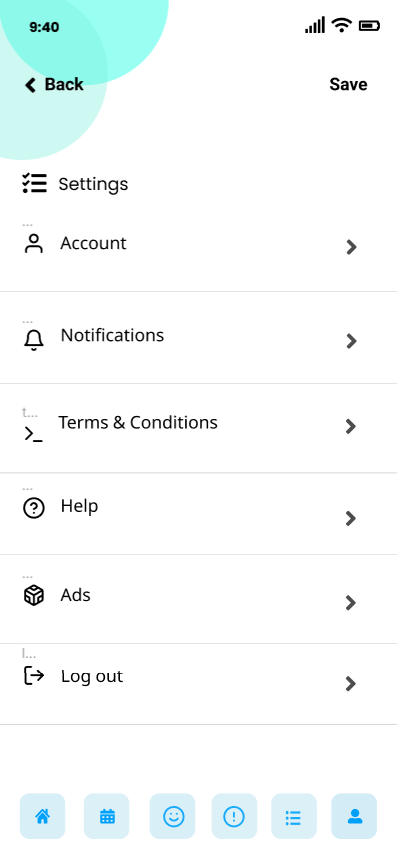 9:40
Back
Save
Settings
...
Account
...
Notifications
t...
Terms & Conditions
...
Help
...
Ads
l...
Log out